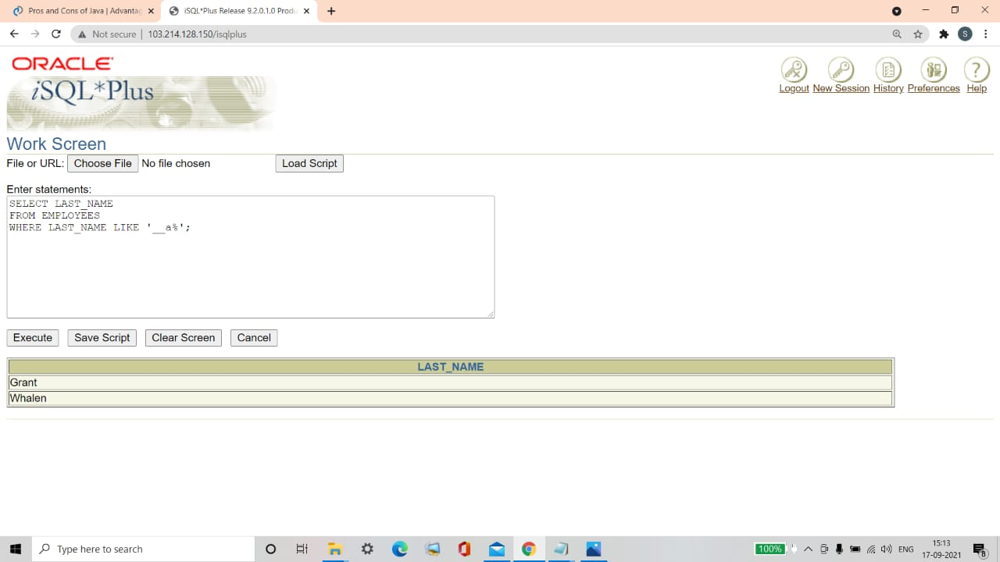 Pros and Cons of Java | Advantag
iSQL*Plus Release 9.2.0.1.0 Produ
Not secure | 103.214.128.150/isqlplus
S
ORACLE
iSQL*Plus
Logout New Session History Preferences Help
Work Screen
File or URL: Choose File No file chosen Load Script
Enter statements:
SELECT LAST_NAME
FROM EMPLOYEES
WHERE LAST_NAME LIKE '__a%';
Execute Save Script Clear Screen Cancel
LAST_NAME
Grant
Whalen
Type here to search
100%
ENG
15:13
17-09-2021
8